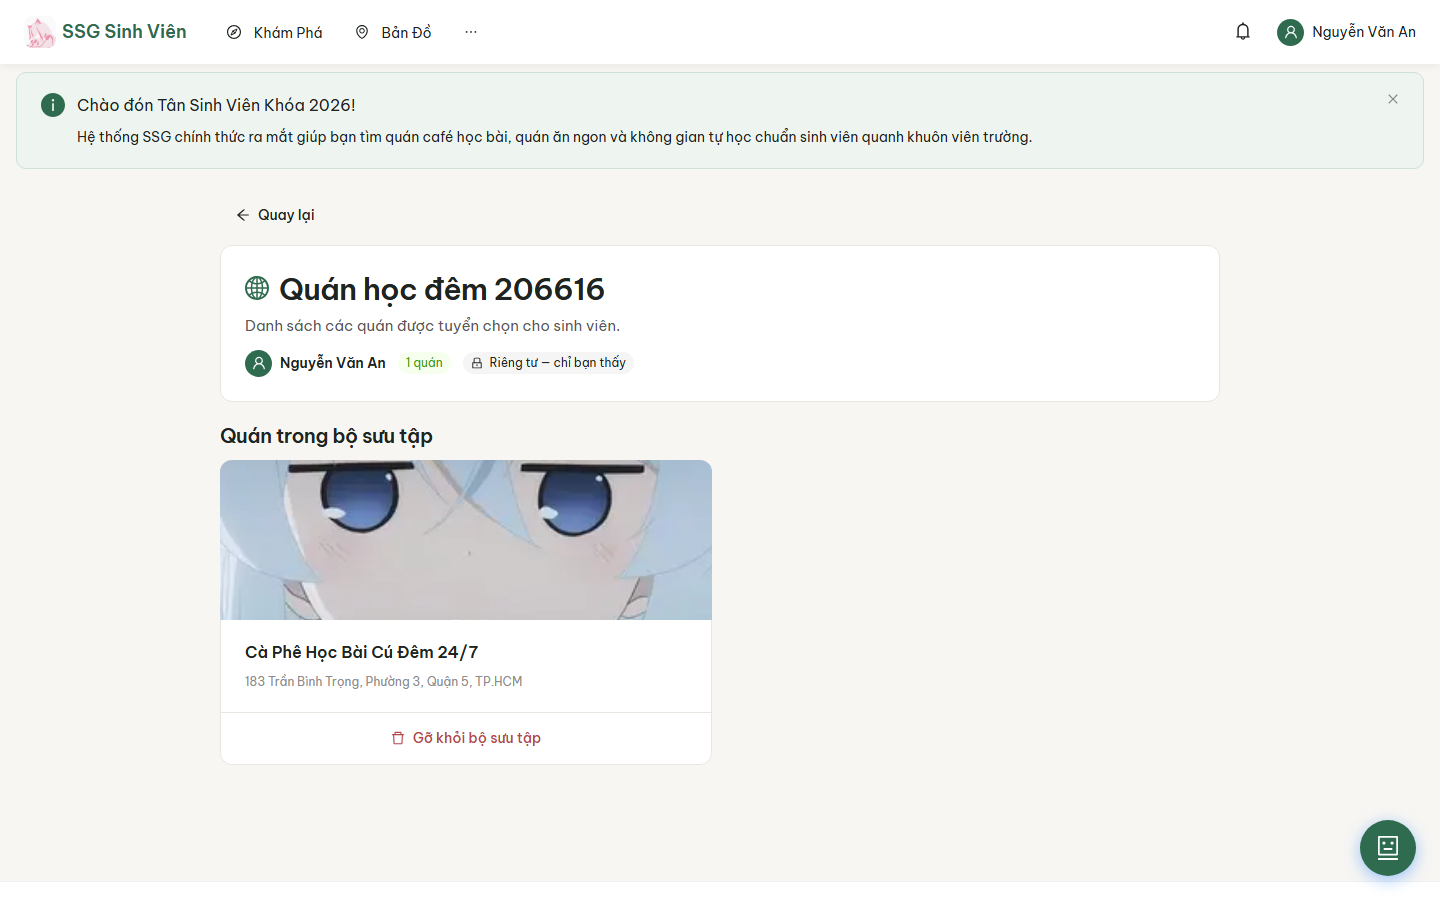 SSG Sinh Viên
Khám Phá
Bản Đồ
Nguyễn Văn An
Chào đón Tân Sinh Viên Khóa 2026!
Hệ thống SSG chính thức ra mắt giúp bạn tìm quán café học bài, quán ăn ngon và không gian tự học chuẩn sinh viên quanh khuôn viên trường.
Quay lại
Quán học đêm 206616
Danh sách các quán được tuyển chọn cho sinh viên.
Nguyễn Văn An
1 quán
Riêng tư — chỉ bạn thấy
Quán trong bộ sưu tập
Cà Phê Học Bài Cú Đêm 24/7
183 Trần Bình Trọng, Phường 3, Quận 5, TP.HCM
Gỡ khỏi bộ sưu tập